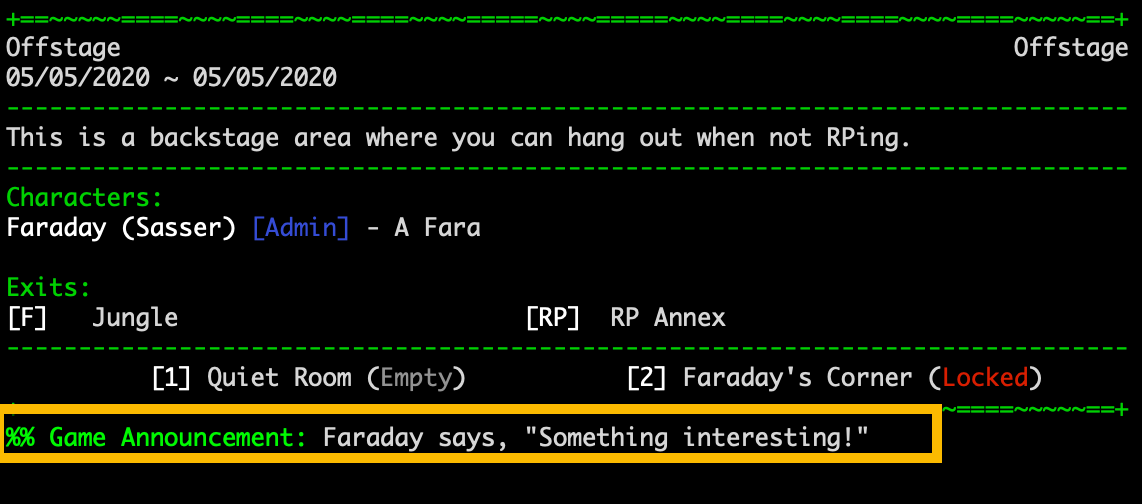 +==~~~~~====~~~~====~~~~====~~~~=====~~~~=====~~~~====~~~~====~~~~====~~~~~==+
Offstage Offstage
05/05/2020 ~ 05/05/2020
------------------------------------------------------------------------------
This is a backstage area where you can hang out when not RPing.
------------------------------------------------------------------------------
Characters:
Faraday (Sasser) [Admin] - A Fara
Exits:
[F] Jungle [RP] RP Annex
------------------------------------------------------------------------------
[1] Quiet Room (Empty) [2] Faraday's Corner (Locked)
~====~~~~~==+
%% Game Announcement: Faraday says, "Something interesting!"